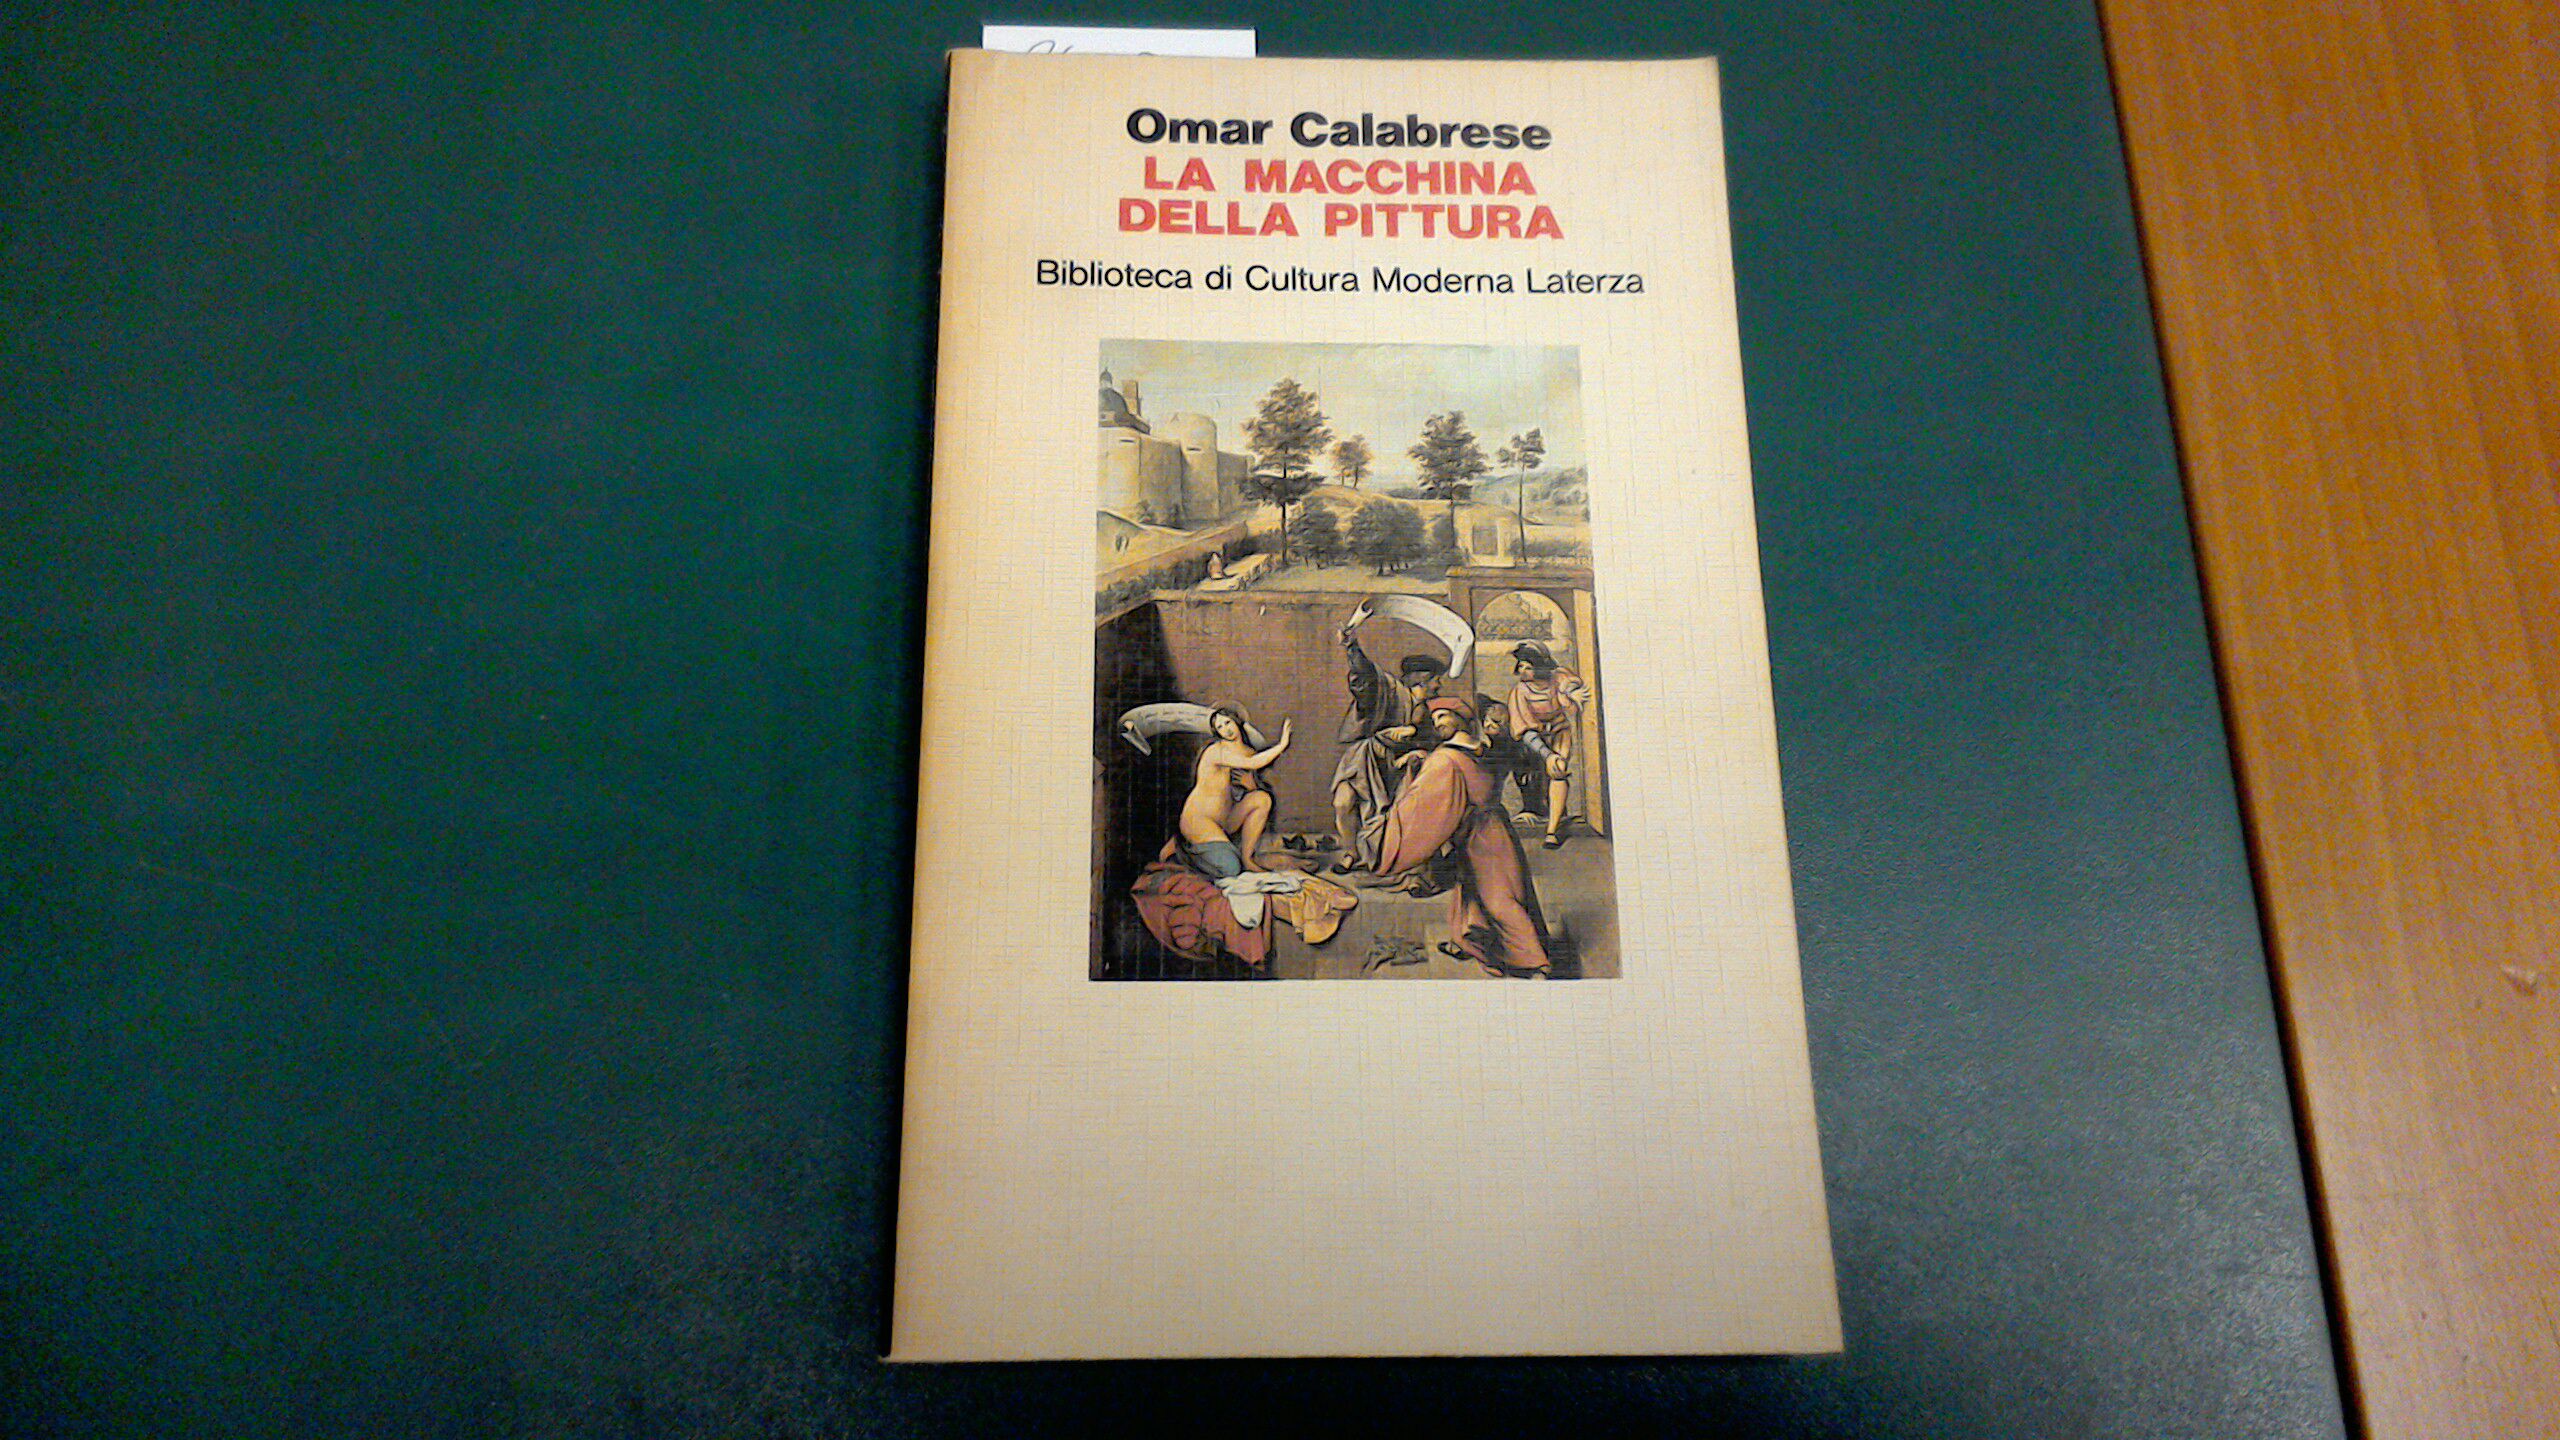 Omar Calabrese
LA MACCHINA
DELLA PITTURA
Biblioteca di Cultura Moderna Laterza